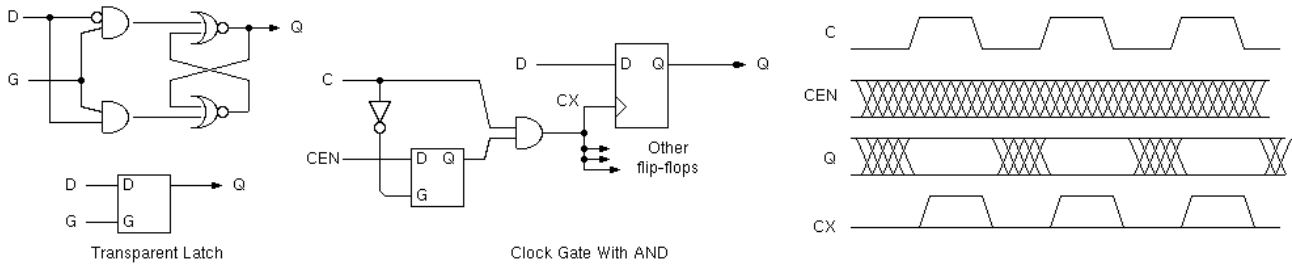 D
G
Q
D
G
D
G
Q
Transparent Latch
C
CEN
D
Q
G
CX
D
D
Q
Q
Other
flip-flops
Clock Gate With AND
C
CEN
Q
CX